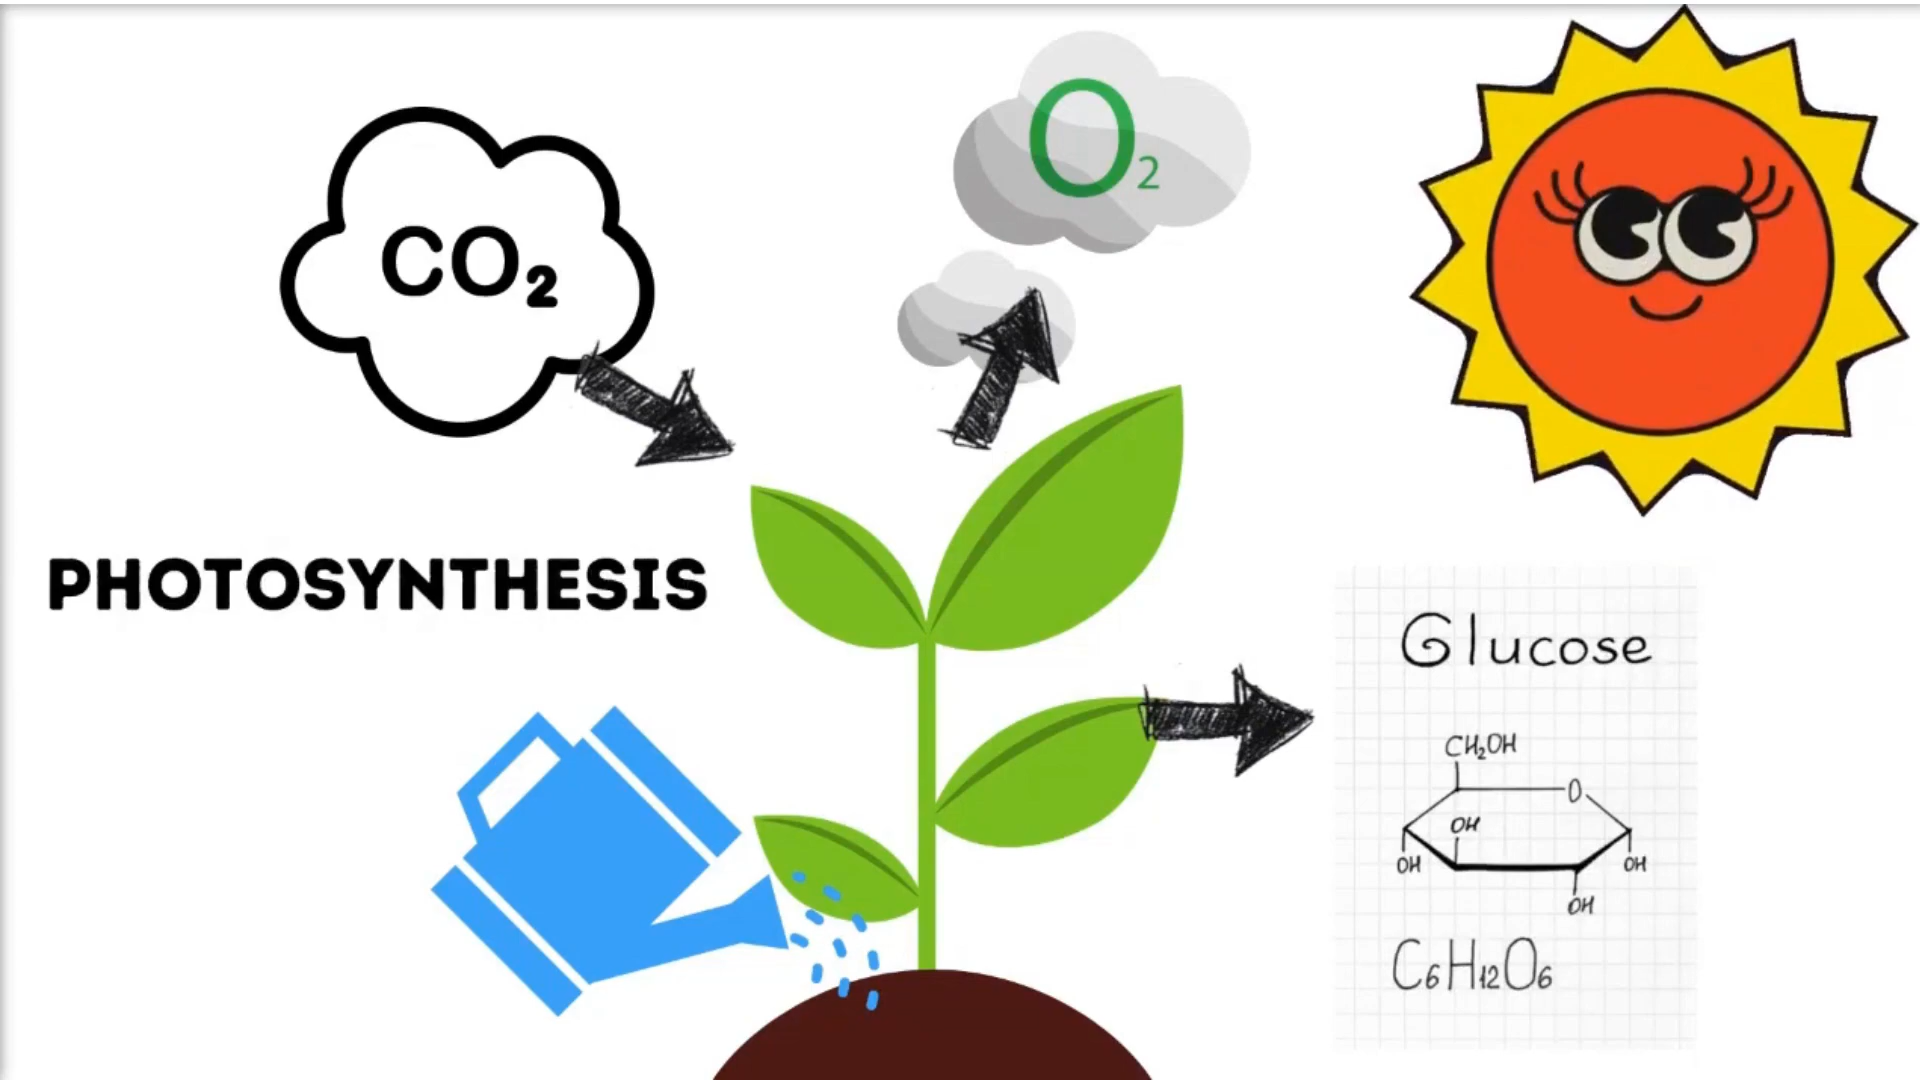 CO₂
O₂
PHOTOSYNTHESIS
Glucose
CH₂OH
O
OH
OH
OH
OH
C₆H₁₂O₆